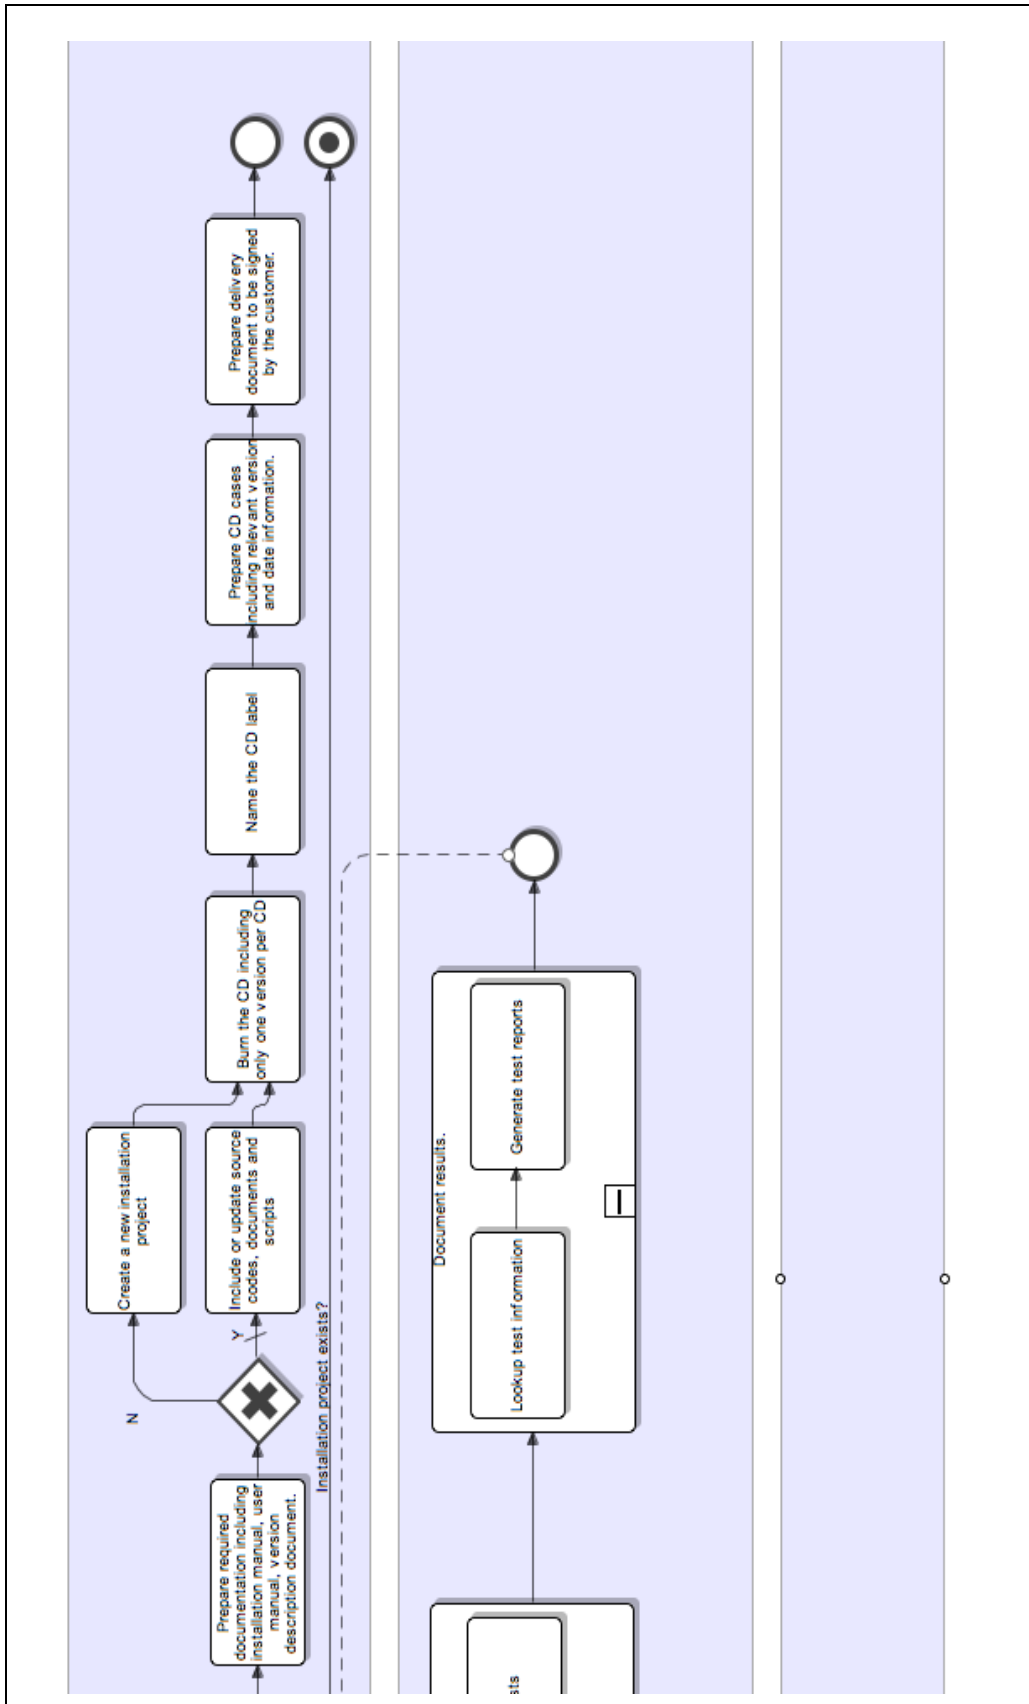 Prepare delivery
document to be signed
by the customer.
Prepare CD cases
including relevant version
and date information.
Name the CD label
Burn the CD including
only one version per CD
Create a new installation
project
Include or update source
codes, documents and
scripts
Y
N
Installation project exists?
Prepare required
documentation including
installation manual, user
manual, version
description document.
Document results.
Generate test reports
Lookup test information
sts